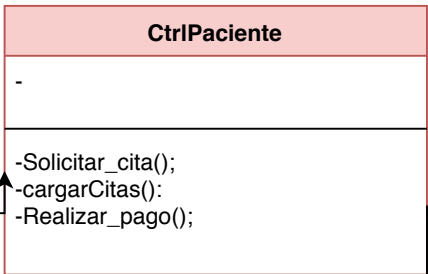 CtrlPaciente
-
-Solicitar_cita();
-cargarCitas():
-Realizar_pago();